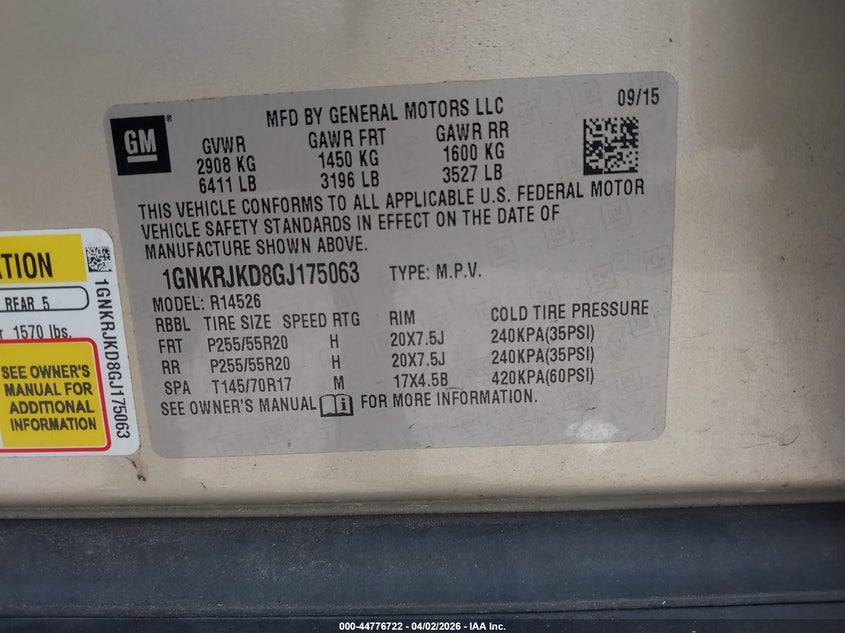 MFD BY GENERAL MOTORS LLC
09/15
GM®
GVWR GAWR FRT GAWR RR
2908 KG 1450 KG 1600 KG
6411 LB 3196 LB 3527 LB
THIS VEHICLE CONFORMS TO ALL APPLICABLE U.S. FEDERAL MOTOR
VEHICLE SAFETY STANDARDS IN EFFECT ON THE DATE OF
MANUFACTURE SHOWN ABOVE.
1GNKRJKD8GJ175063 TYPE: M.P.V.
MODEL: R14526
RBBL TIRE SIZE SPEED RTG RIM COLD TIRE PRESSURE
FRT P255/55R20 H 20X7.5J 240KPA(35PSI)
RR P255/55R20 H 20X7.5J 240KPA(35PSI)
SPA T145/70R17 M 17X4.5B 420KPA(60PSI)
SEE OWNER'S MANUAL FOR MORE INFORMATION.
REAR 5
1570 lbs.
SEE OWNER'S
MANUAL FOR
ADDITIONAL
INFORMATION
1GNKRJKD8GJ175063
000-44776722 - 04/02/2026 - IAA Inc.